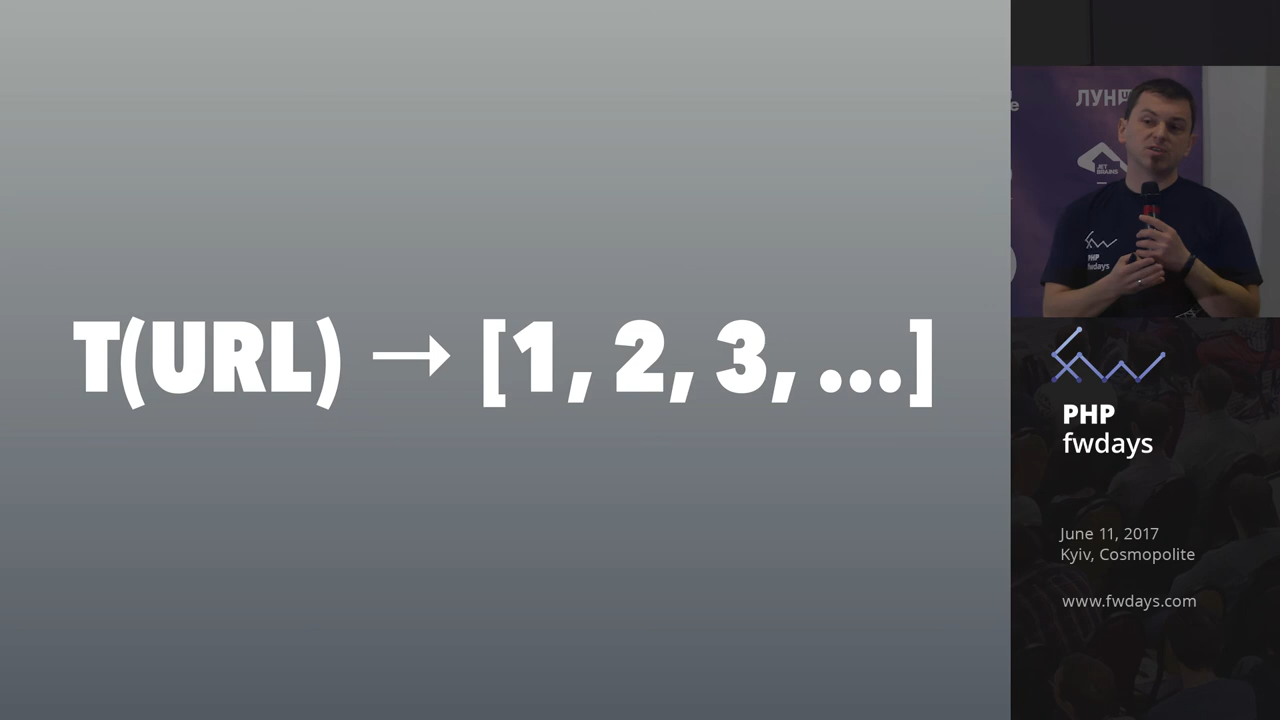 T(URL) → [1, 2, 3, ...]
ЛУН
JET
BRAINS
PHP
fwdays
PHP
fwdays
June 11, 2017
Kyiv, Cosmopolite
www.fwdays.com